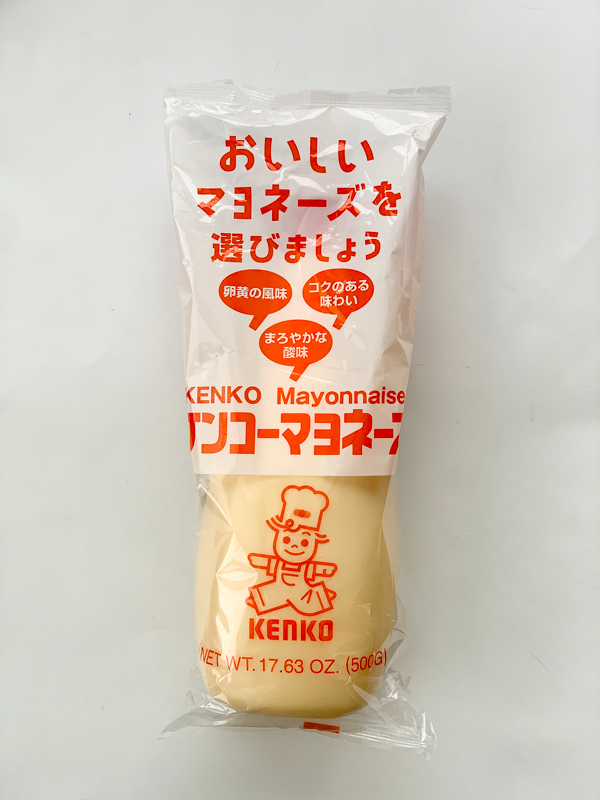 おいしい
マヨネーズを
選びましょう
卵黄の風味
コクのある
味わい
まろやかな
酸味
KENKO Mayonnaise
ケンコーマヨネーズ
KENKO
NET WT. 17.63 OZ. (500G)